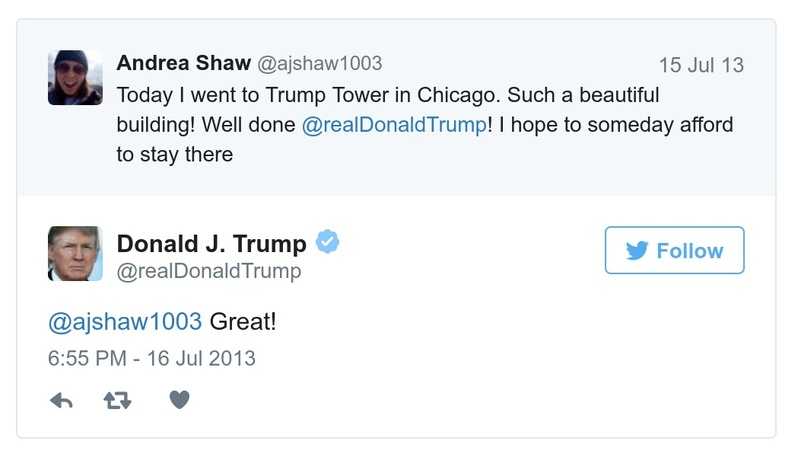 Andrea Shaw @ajshaw1003 15 Jul 13
Today I went to Trump Tower in Chicago. Such a beautiful
building! Well done @realDonaldTrump! I hope to someday afford
to stay there
Donald J. Trump
@realDonaldTrump
Follow
@ajshaw1003 Great!
6:55 PM - 16 Jul 2013